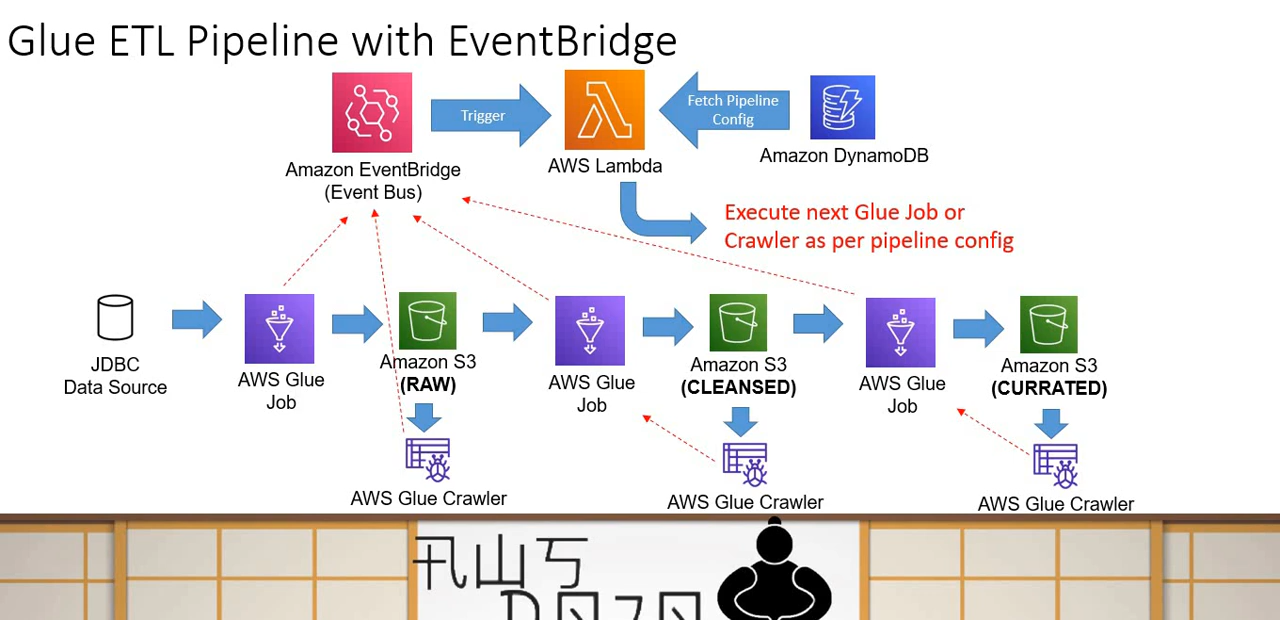 Glue ETL Pipeline with EventBridge
Trigger
Fetch Pipeline
Config
Amazon EventBridge
(Event Bus)
AWS Lambda
Amazon DynamoDB
Execute next Glue Job or
Crawler as per pipeline config
JDBC
Data Source
AWS Glue
Job
Amazon S3
(RAW)
AWS Glue
Job
Amazon S3
(CLEANSED)
AWS Glue
Job
Amazon S3
(CURRATED)
AWS Glue Crawler
AWS Glue Crawler
AWS Glue Crawler